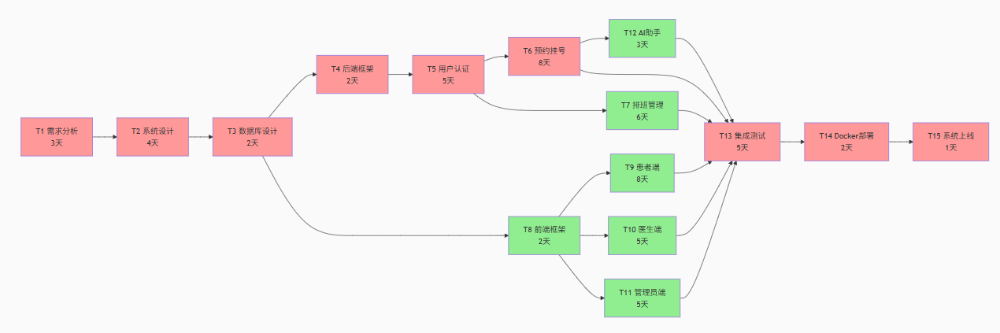 T1 需求分析
3天
T2 系统设计
4天
T3 数据库设计
2天
T4 后端框架
2天
T5 用户认证
5天
T6 预约挂号
8天
T12 AI助手
3天
T7 排班管理
6天
T8 前端框架
2天
T9 患者端
8天
T10 医生端
5天
T11 管理员端
5天
T13 集成测试
5天
T14 Docker部署
2天
T15 系统上线
1天